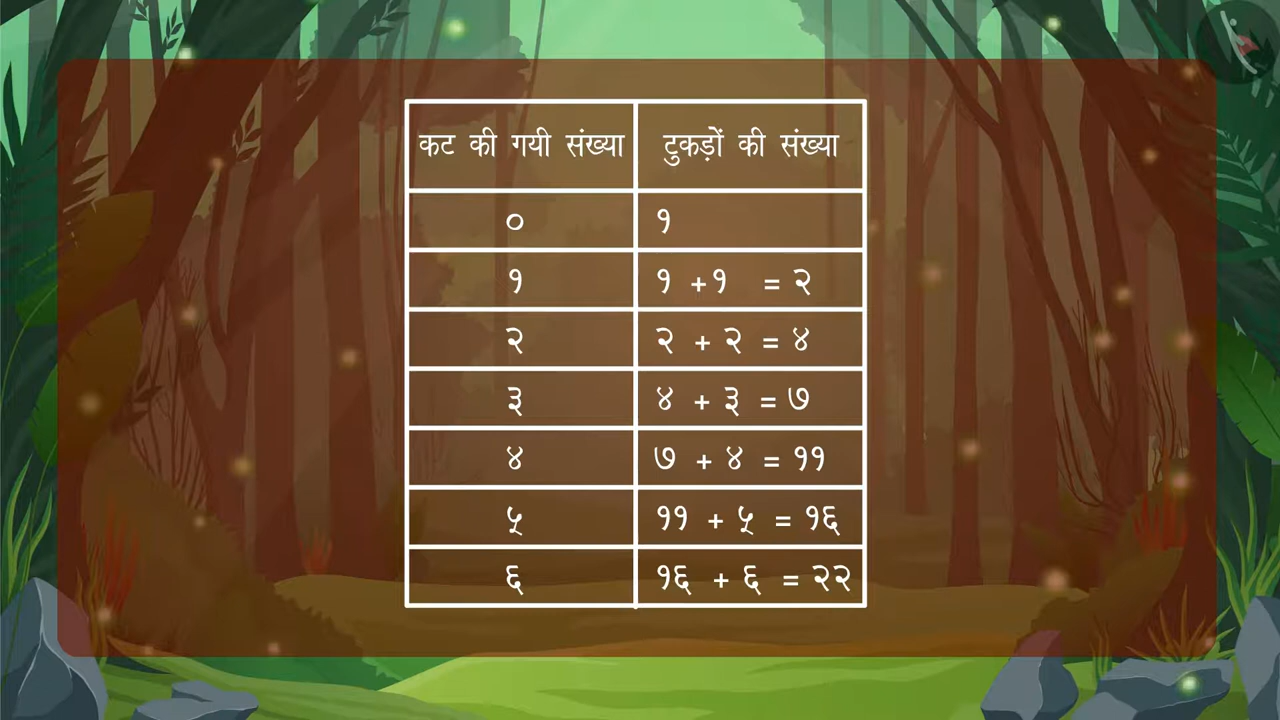 कट की गयी संख्या टुकड़ों की संख्या
० १
१ १ +१ = २
२ २ + २ = ४
३ ४ + ३ = ७
४ ७ + ४ = ११
५ ११ + ५ = १६
६ १६ + ६ = २२